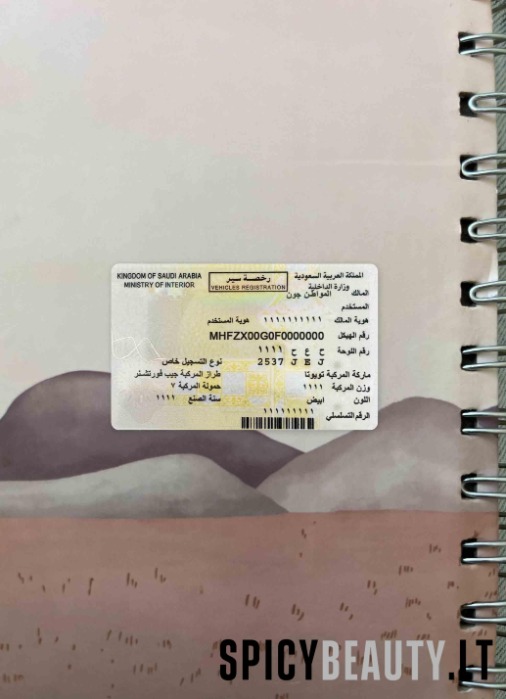 KINGDOM OF SAUDI ARABIA
MINISTRY OF INTERIOR
رخصة سير
VEHICLES REGISTRATION
المملكة العربية السعودية
وزارة الداخلية
المالك المواطن جون
المستخدم
هوية المالك ١١١١١١١١١١ هوية المستخدم
رقم الهيكل MHFZX00G0F0000000
رقم اللوحة ح ع ح ١١١١
2537 J E J نوع التسجيل خاص
ماركة المركبة تويوتا طراز المركبة جيب فورتشنر
وزن المركبة ١١١١ حمولة المركبة ٧
اللون ابيض سنة الصنع ١١١١
الرقم التسلسلي ١١١١١١١١١
SPICYBEAUTY.LT